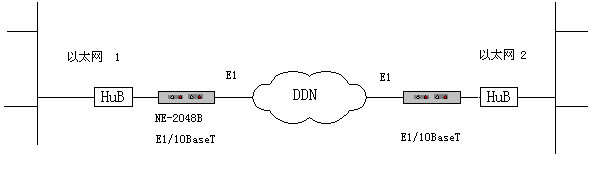 以太网 1
以太网 2
E1
E1
HuB
DDN
HuB
NE-2048B
E1/10BaseT
E1/10BaseT